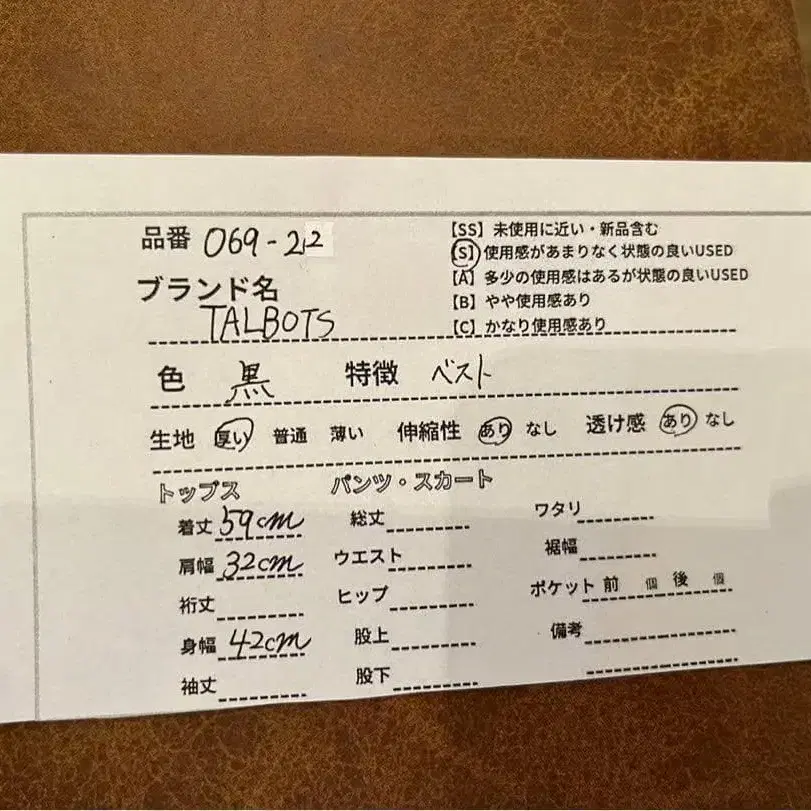 品番 069-212
【SS】未使用に近い・新品含む
【S】使用感があまりなく状態の良いUSED
【A】多少の使用感はあるが状態の良いUSED
【B】やや使用感あり
【C】かなり使用感あり
ブランド名
TALBOTS
色 黒 特徴 ベスト
生地 厚い 普通 薄い 伸縮性 あり なし 透け感 あり なし
トップス
着丈 59cm
肩幅 32cm
裄丈
身幅 42cm
袖丈
パンツ・スカート
総丈
ウエスト
ヒップ
股上
股下
ワタリ
裾幅
ポケット 前 個 後 個
備考